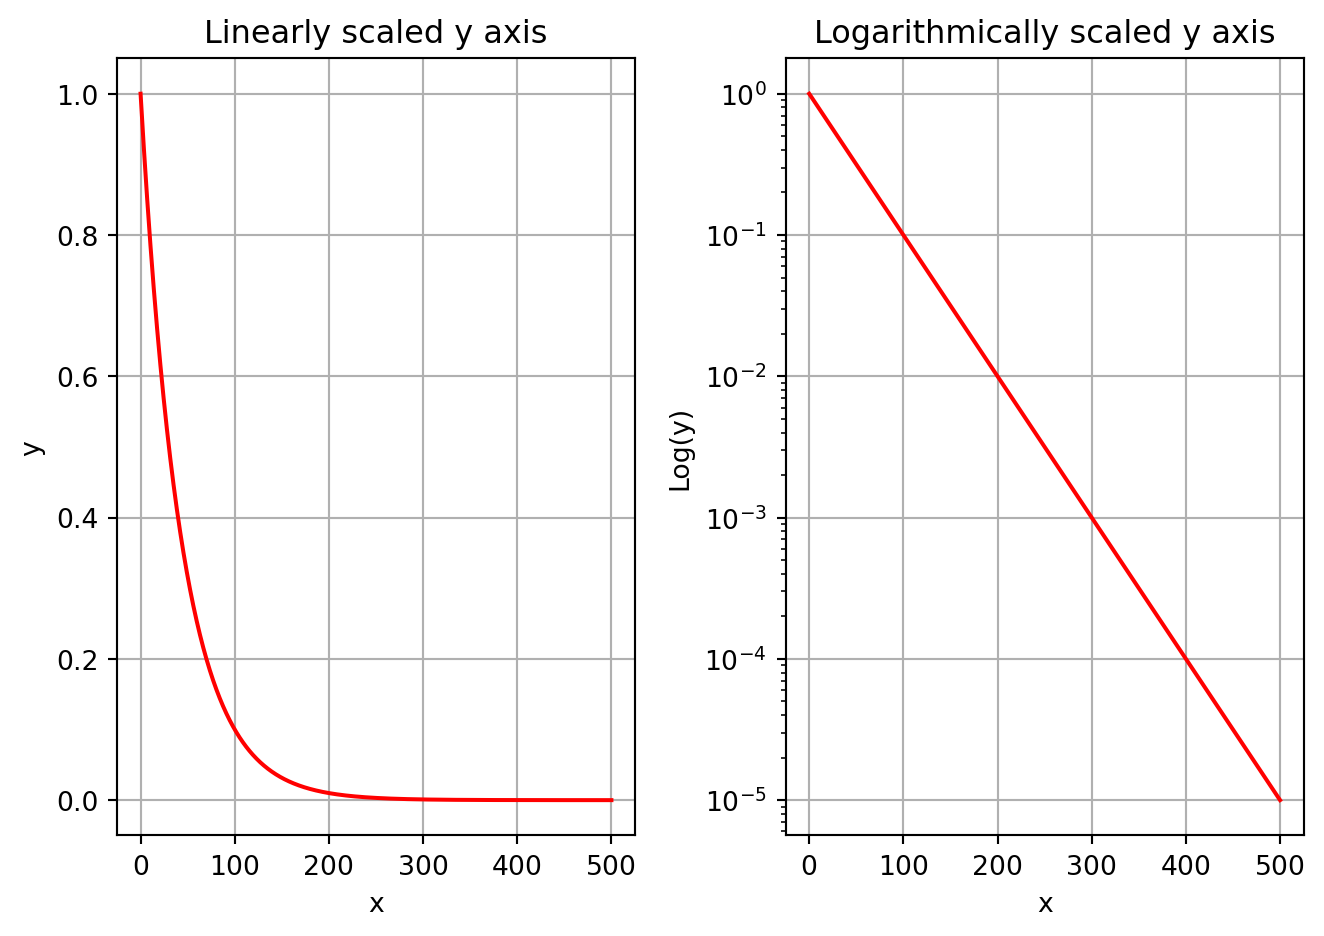 Linearly scaled y axis
1.0
0.8
0.6
0.4
0.2
0.0
y
0 100 200 300 400 500
x
Logarithmically scaled y axis
10⁰
10⁻¹
10⁻²
10⁻³
10⁻⁴
10⁻⁵
Log(y)
0 100 200 300 400 500
x